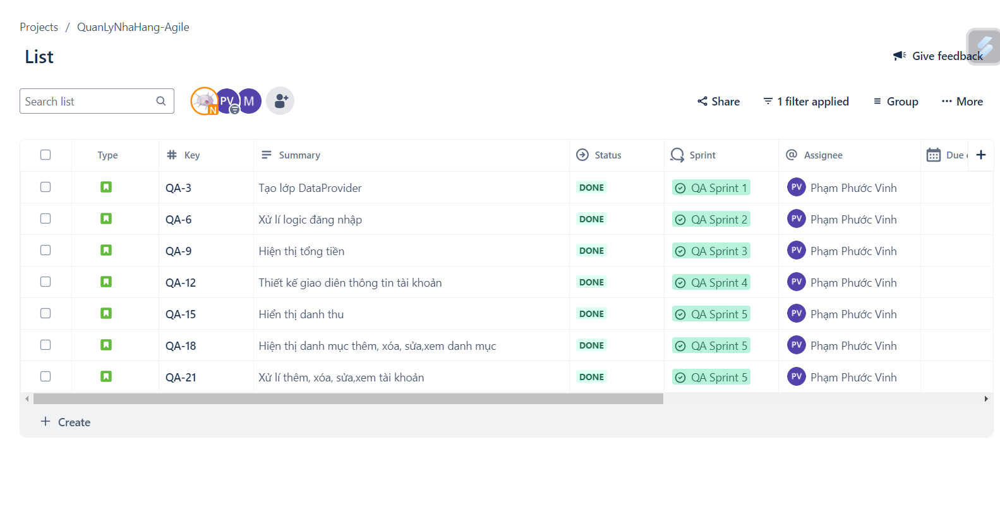 Projects / QuanLyNhaHang-Agile
List
Give feedback
Search list
N PV M
Share 1 filter applied Group More
Type Key Summary Status Sprint Assignee Due
QA-3 Tạo lớp DataProvider DONE QA Sprint 1 PV Phạm Phước Vinh
QA-6 Xử lí logic đăng nhập DONE QA Sprint 2 PV Phạm Phước Vinh
QA-9 Hiện thị tổng tiền DONE QA Sprint 3 PV Phạm Phước Vinh
QA-12 Thiết kế giao diên thông tin tài khoản DONE QA Sprint 4 PV Phạm Phước Vinh
QA-15 Hiển thị danh thu DONE QA Sprint 5 PV Phạm Phước Vinh
QA-18 Hiện thị danh mục thêm, xóa, sửa,xem danh mục DONE QA Sprint 5 PV Phạm Phước Vinh
QA-21 Xử lí thêm, xóa, sửa,xem tài khoản DONE QA Sprint 5 PV Phạm Phước Vinh
Create